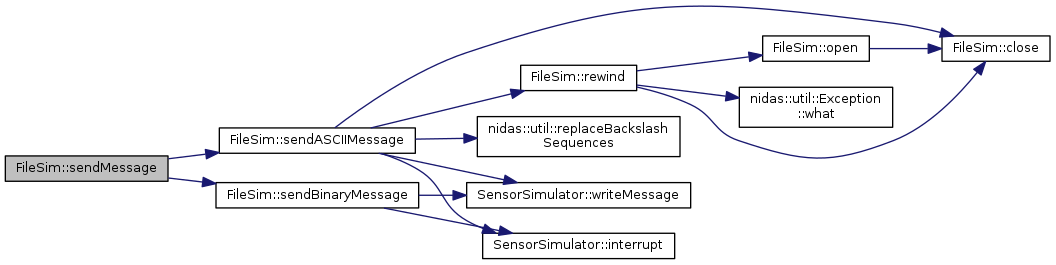 FileSim::sendMessage
FileSim::sendASCIIMessage
FileSim::sendBinaryMessage
FileSim::rewind
nidas::util::replaceBackslash
Sequences
SensorSimulator::writeMessage
SensorSimulator::interrupt
FileSim::open
nidas::util::Exception
::what
FileSim::close